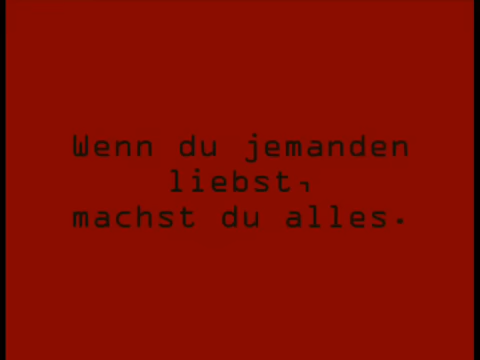 Wenn du jemanden
liebst,
machst du alles.